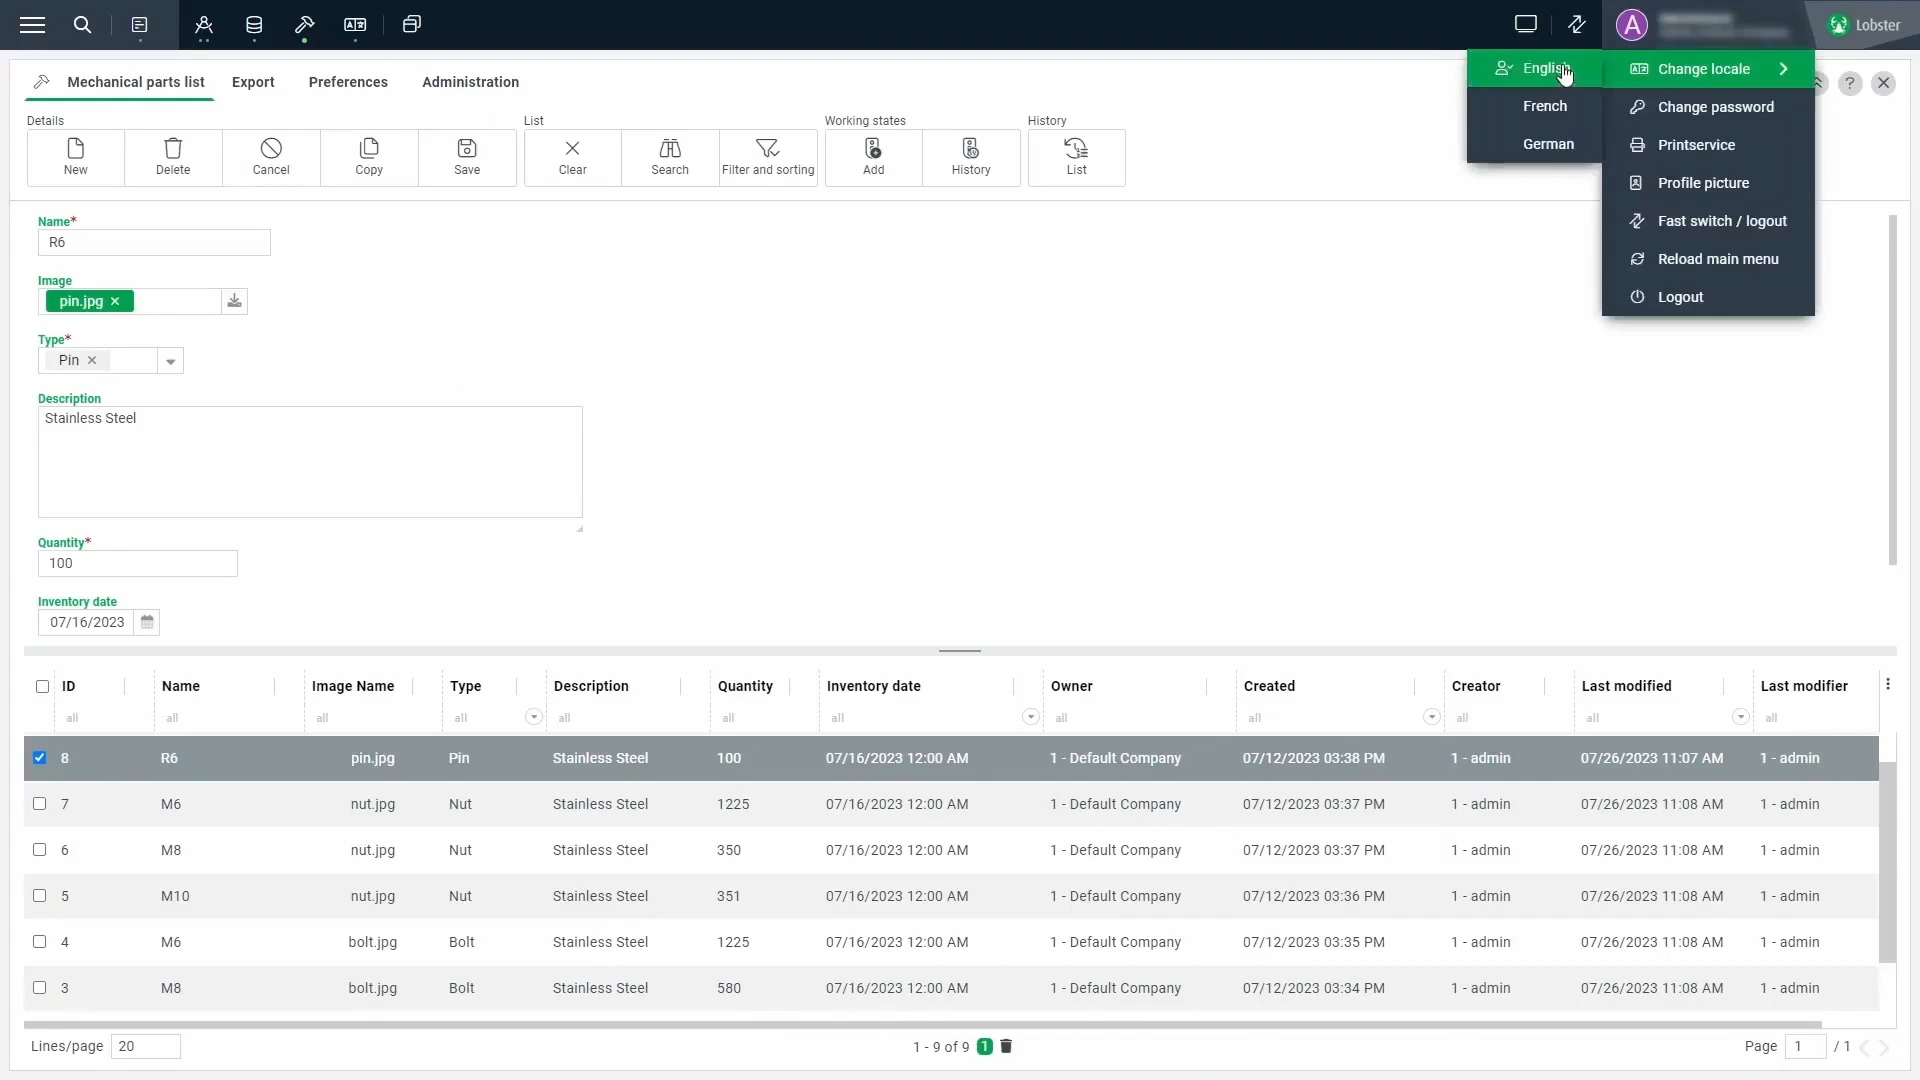 A
Lobster
Mechanical parts list Export Preferences Administration
Details
New Delete Cancel Copy Save
List
Clear Search Filter and sorting
Working states
Add History
History
List
English
French
German
Change locale
Change password
Printservice
Profile picture
Fast switch / logout
Reload main menu
Logout
Name*
R6
Image
pin.jpg
Type*
Pin
Description
Stainless Steel
Quantity*
100
Inventory date
07/16/2023
ID Name Image Name Type Description Quantity Inventory date Owner Created Creator Last modified Last modifier
all all all all all all all all all all all all
8 R6 pin.jpg Pin Stainless Steel 100 07/16/2023 12:00 AM 1 - Default Company 07/12/2023 03:38 PM 1 - admin 07/26/2023 11:07 AM 1 - admin
7 M6 nut.jpg Nut Stainless Steel 1225 07/16/2023 12:00 AM 1 - Default Company 07/12/2023 03:37 PM 1 - admin 07/26/2023 11:08 AM 1 - admin
6 M8 nut.jpg Nut Stainless Steel 350 07/16/2023 12:00 AM 1 - Default Company 07/12/2023 03:37 PM 1 - admin 07/26/2023 11:08 AM 1 - admin
5 M10 nut.jpg Nut Stainless Steel 351 07/16/2023 12:00 AM 1 - Default Company 07/12/2023 03:36 PM 1 - admin 07/26/2023 11:08 AM 1 - admin
4 M6 bolt.jpg Bolt Stainless Steel 1225 07/16/2023 12:00 AM 1 - Default Company 07/12/2023 03:35 PM 1 - admin 07/26/2023 11:08 AM 1 - admin
3 M8 bolt.jpg Bolt Stainless Steel 580 07/16/2023 12:00 AM 1 - Default Company 07/12/2023 03:34 PM 1 - admin 07/26/2023 11:08 AM 1 - admin
Lines/page 20 1 - 9 of 9 1 Page 1 / 1